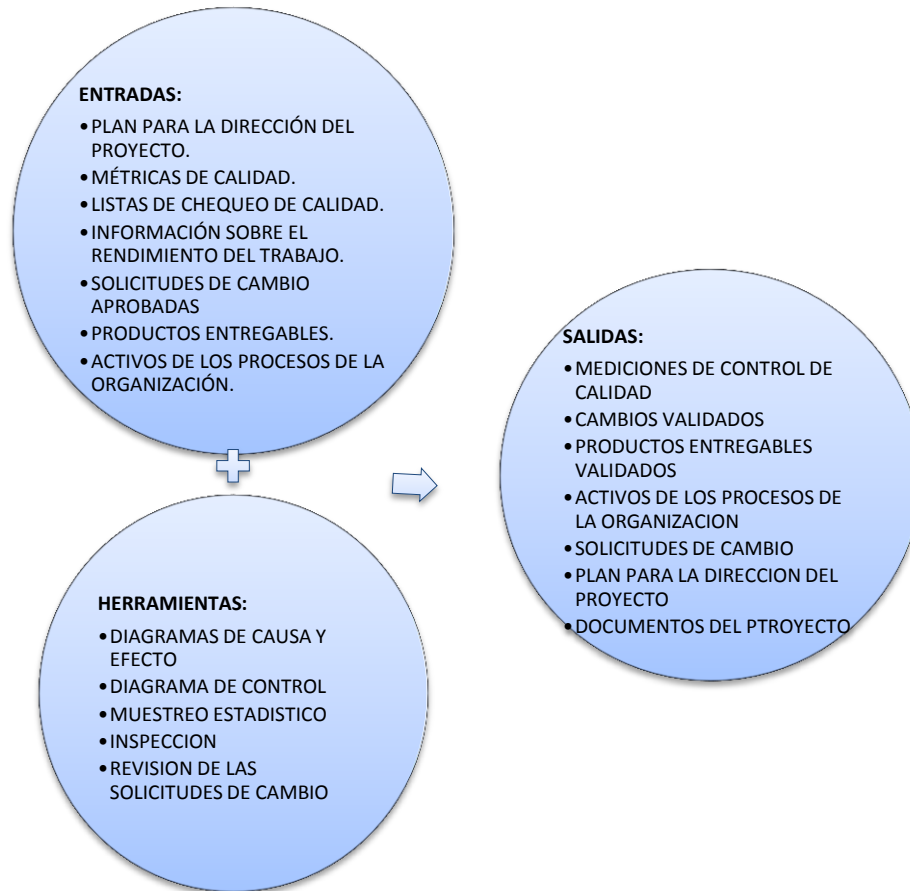 ENTRADAS:
•PLAN PARA LA DIRECCIÓN DEL
PROYECTO.
•MÉTRICAS DE CALIDAD.
•LISTAS DE CHEQUEO DE CALIDAD.
•INFORMACIÓN SOBRE EL
RENDIMIENTO DEL TRABAJO.
•SOLICITUDES DE CAMBIO
APROBADAS
•PRODUCTOS ENTREGABLES.
•ACTIVOS DE LOS PROCESOS DE LA
ORGANIZACIÓN.
HERRAMIENTAS:
•DIAGRAMAS DE CAUSA Y
EFECTO
•DIAGRAMA DE CONTROL
•MUESTREO ESTADISTICO
•INSPECCION
•REVISION DE LAS
SOLICITUDES DE CAMBIO
SALIDAS:
•MEDICIONES DE CONTROL DE
CALIDAD
•CAMBIOS VALIDADOS
•PRODUCTOS ENTREGABLES
VALIDADOS
•ACTIVOS DE LOS PROCESOS DE
LA ORGANIZACION
•SOLICITUDES DE CAMBIO
•PLAN PARA LA DIRECCION DEL
PROYECTO
•DOCUMENTOS DEL PTROYECTO